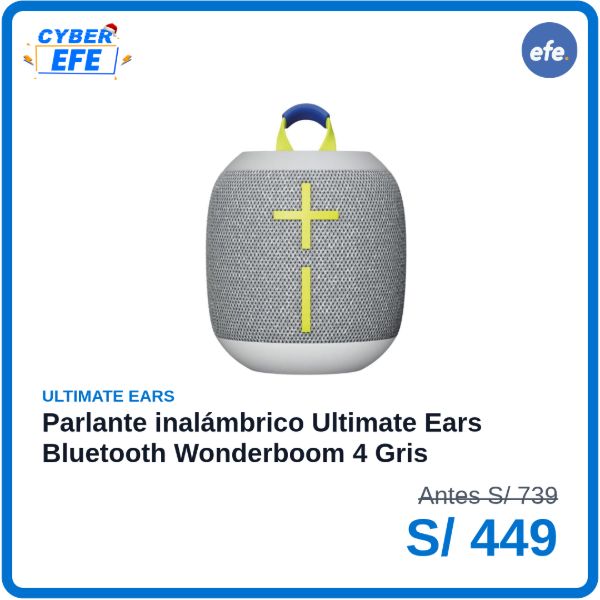 CYBER
EFE
efe.
ULTIMATE EARS
Parlante inalámbrico Ultimate Ears
Bluetooth Wonderboom 4 Gris
Antes S/ 739
S/ 449